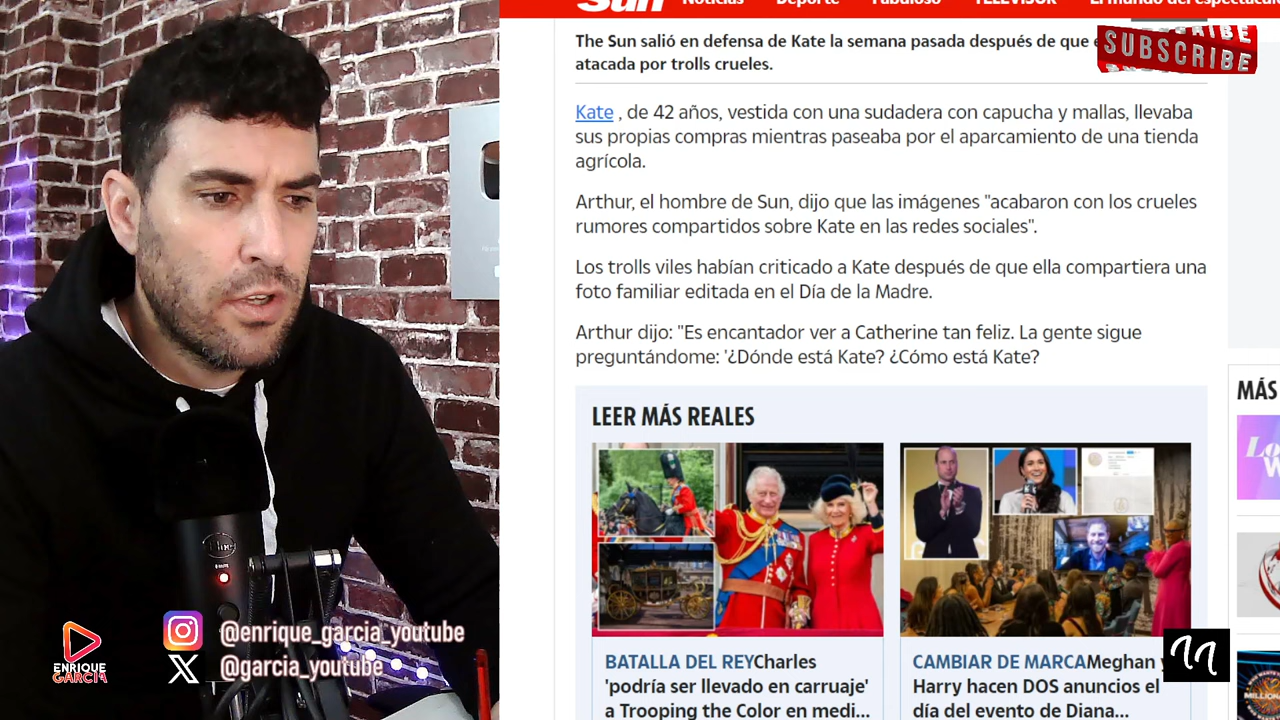 Sun
Noticias Deporte Fabuloso TELEVISOR El mundo del espectáculo
SUBSCRIBE
SUBSCRIBE
The Sun salió en defensa de Kate la semana pasada después de que
atacada por trolls crueles.
Kate , de 42 años, vestida con una sudadera con capucha y mallas, llevaba
sus propias compras mientras paseaba por el aparcamiento de una tienda
agrícola.
Arthur, el hombre de Sun, dijo que las imágenes "acabaron con los crueles
rumores compartidos sobre Kate en las redes sociales".
Los trolls viles habían criticado a Kate después de que ella compartiera una
foto familiar editada en el Día de la Madre.
Arthur dijo: "Es encantador ver a Catherine tan feliz. La gente sigue
preguntándome: '¿Dónde está Kate? ¿Cómo está Kate?
LEER MÁS REALES
MÁS
BATALLA DEL REYCharles
'podría ser llevado en carruaje'
a Trooping the Color en medi...
CAMBIAR DE MARCAMeghan y
Harry hacen DOS anuncios el
día del evento de Diana...
ENRIQUE
GARCIA
@enrique_garcia_youtube
@garcia_youtube